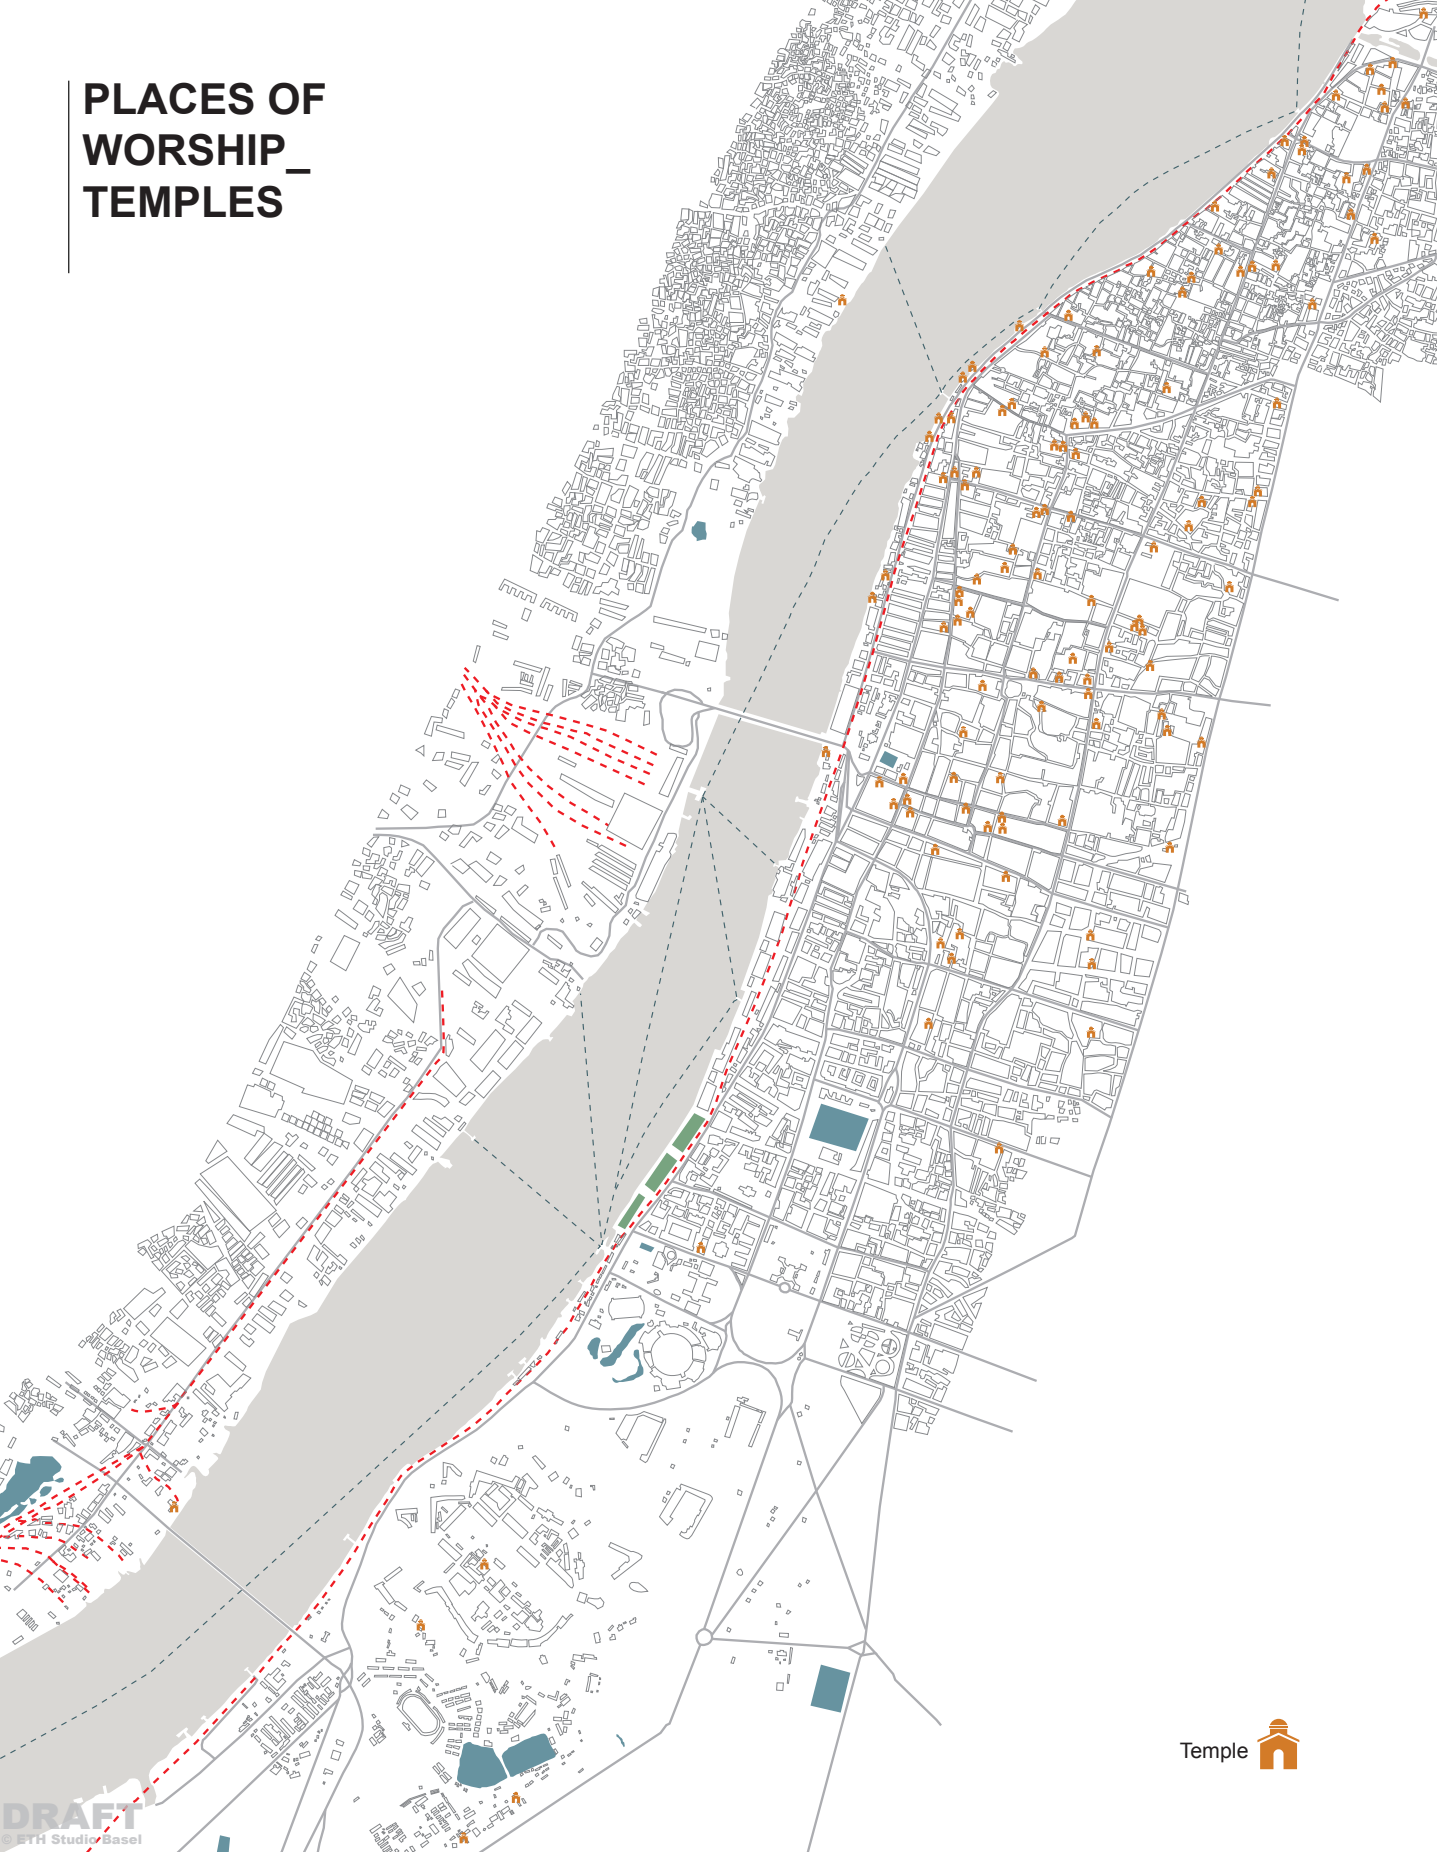 PLACES OF
WORSHIP_
TEMPLES
Temple
DRAFT
© ETH Studio Basel